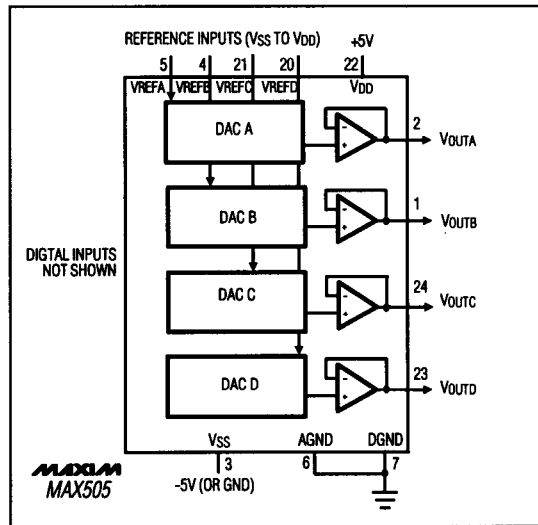 REFERENCE INPUTS (VSS TO VDD) +5V
5 4 21 20 22
VREFA VREFB VREFC VREFD VDD
DAC A
- + 2 VOUTA
DAC B
- + 1 VOUTB
DIGTAL INPUTS
NOT SHOWN
DAC C
- + 24 VOUTC
DAC D
- + 23 VOUTD
VSS AGND DGND
3 6 7
-5V (OR GND)
MAXIM
MAX505